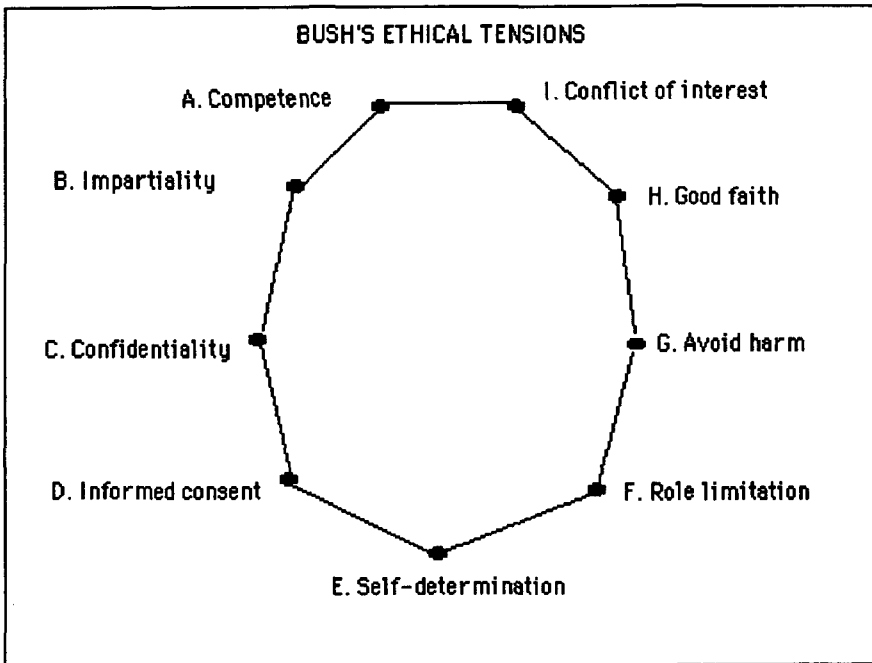 BUSH'S ETHICAL TENSIONS
A. Competence
I. Conflict of interest
B. Impartiality
H. Good faith
C. Confidentiality
G. Avoid harm
D. Informed consent
F. Role limitation
E. Self-determination